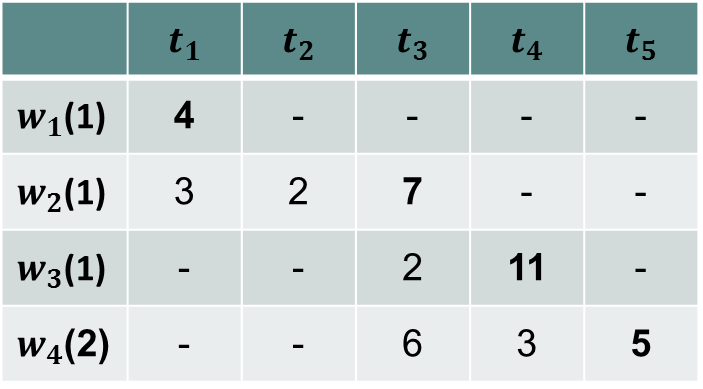 t₁ t₂ t₃ t₄ t₅
w₁(1) 4 - - - -
w₂(1) 3 2 7 - -
w₃(1) - - 2 11 -
w₄(2) - - 6 3 5